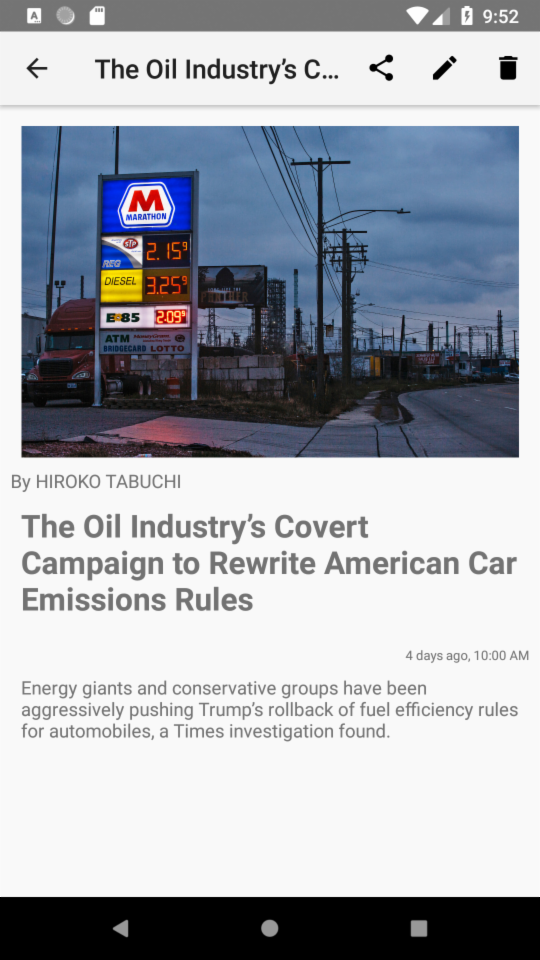 9:52
The Oil Industry's C...
M
MARATHON
STP
REG
2.15⁹
DIESEL
3.25⁹
E-85
2.09⁹
ATM
BRIDGECARD LOTTO
By HIROKO TABUCHI
The Oil Industry's Covert
Campaign to Rewrite American Car
Emissions Rules
4 days ago, 10:00 AM
Energy giants and conservative groups have been
aggressively pushing Trump's rollback of fuel efficiency rules
for automobiles, a Times investigation found.